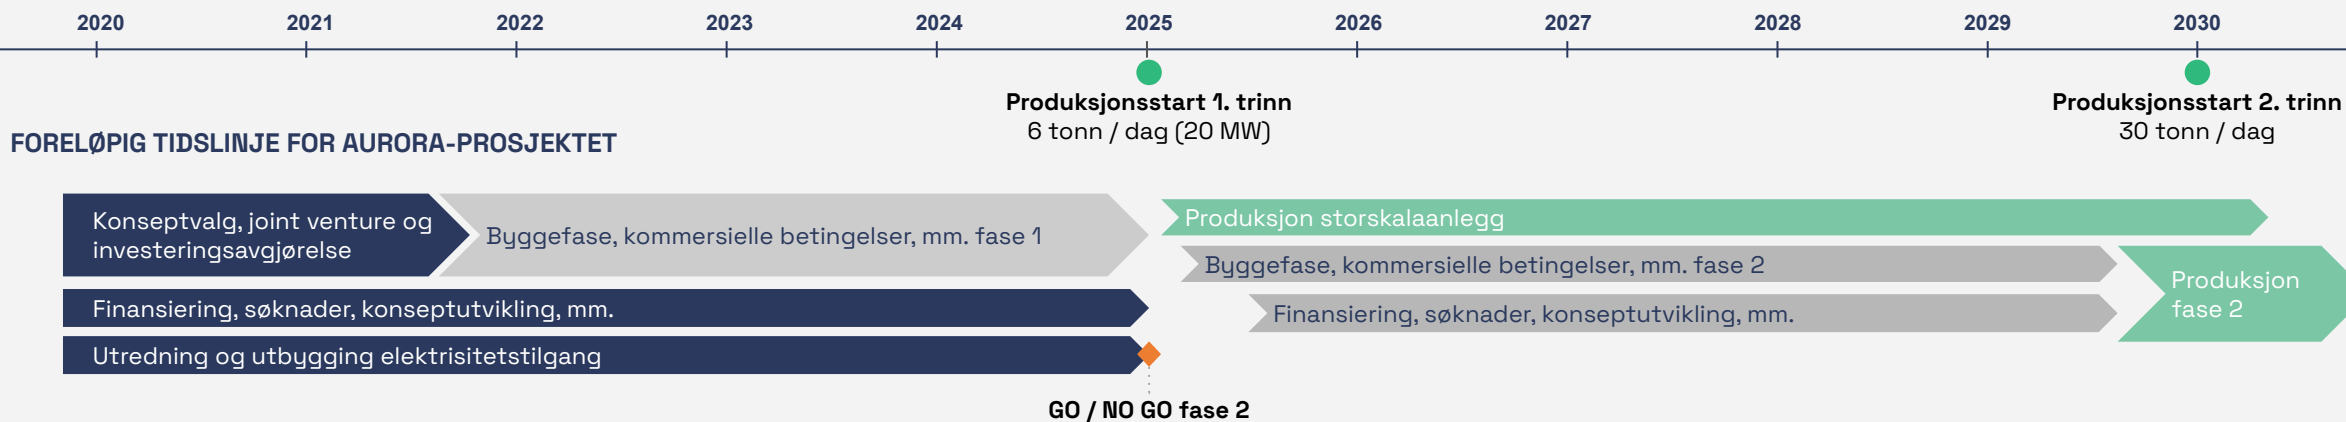 2020 2021 2022 2023 2024 2025 2026 2027 2028 2029 2030
Produksjonsstart 1. trinn
6 tonn / dag (20 MW)
Produksjonsstart 2. trinn
30 tonn / dag
FORELØPIG TIDSLINJE FOR AURORA-PROSJEKTET
Konseptvalg, joint venture og
investeringsavgjørelse
Byggefase, kommersielle betingelser, mm. fase 1
Produksjon storskalaanlegg
Byggefase, kommersielle betingelser, mm. fase 2
Produksjon
fase 2
Finansiering, søknader, konseptutvikling, mm.
Finansiering, søknader, konseptutvikling, mm.
Utredning og utbygging elektrisitetstilgang
GO / NO GO fase 2